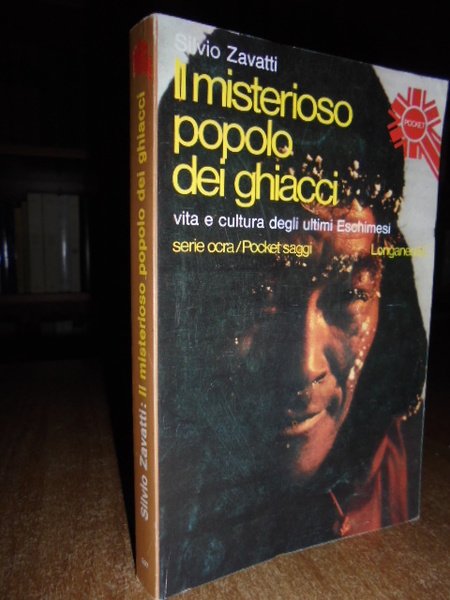 Silvio Zavatti
Il misterioso
popolo
dei ghiacci
vita e cultura degli ultimi Eschimesi
serie ocra/Pocket saggi
Longanesi
POCKET
Silvio Zavatti: Il misterioso popolo dei ghiacci